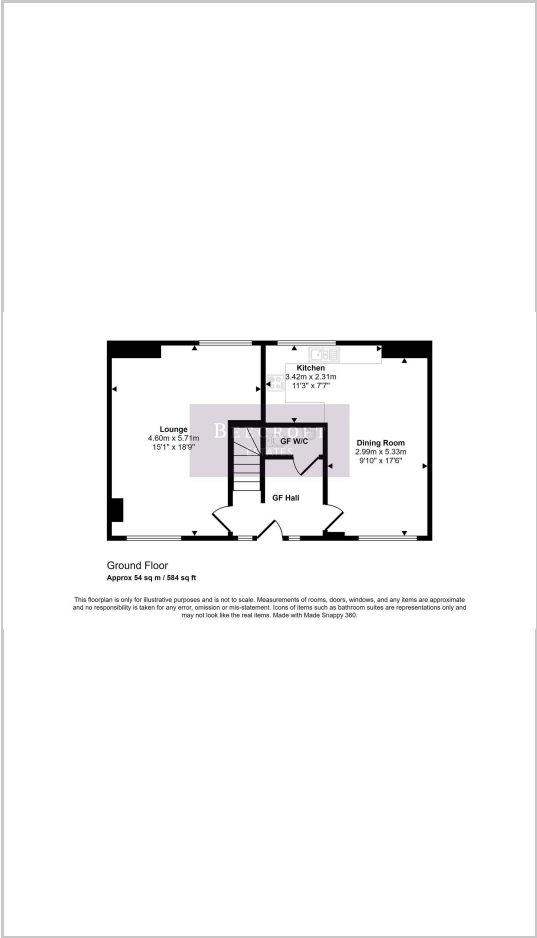 Kitchen
3.42m x 2.31m
11'3" x 7'7"
Lounge
4.60m x 5.71m
15'1" x 18'9"
BELCROFT
ESTATES
GF W/C
Dining Room
2.99m x 5.33m
9'10" x 17'6"
GF Hall
Ground Floor
Approx 54 sq m / 584 sq ft
This floorplan is only for illustrative purposes and is not to scale. Measurements of rooms, doors, windows, and any items are approximate
and no responsibility is taken for any error, omission or mis-statement. Icons of items such as bathroom suites are representations only and
may not look like the real items. Made with Made Snappy 360.